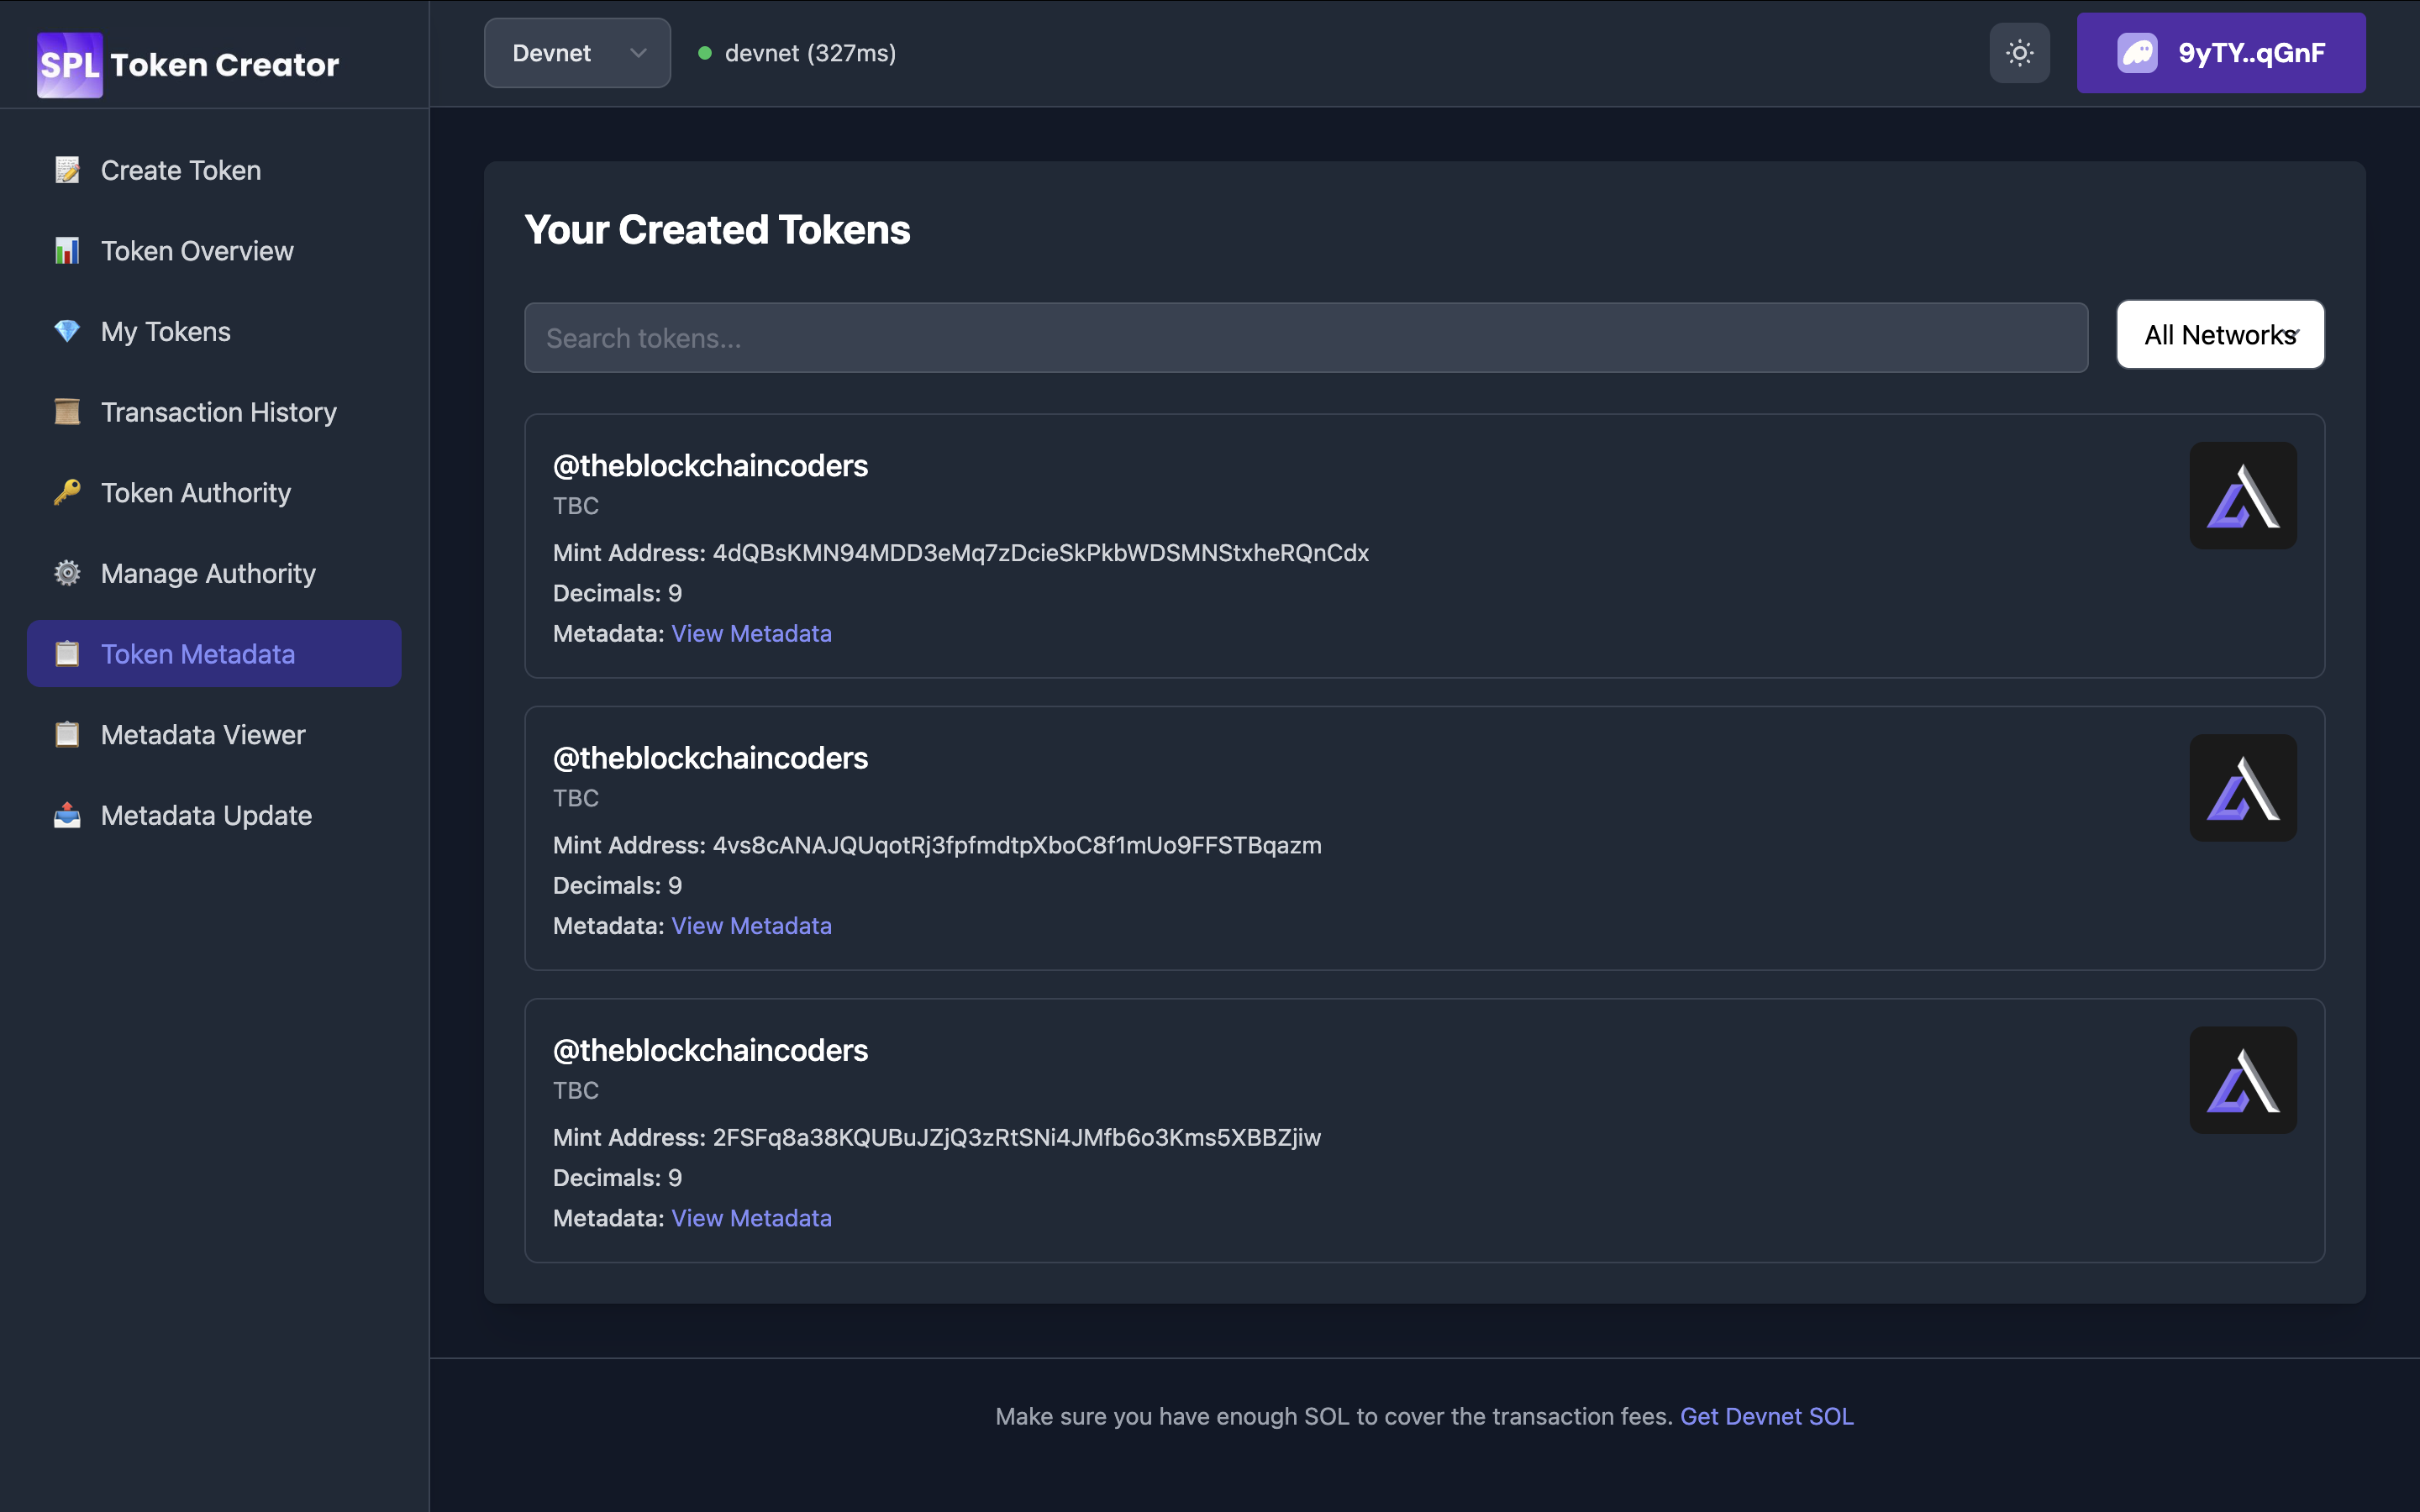 SPL Token Creator
Create Token
Token Overview
My Tokens
Transaction History
Token Authority
Manage Authority
Token Metadata
Metadata Viewer
Metadata Update
Devnet
devnet (327ms)
9yTY..qGnF
Your Created Tokens
Search tokens...
All Networks
@theblockchaincoders
TBC
Mint Address: 4dQBsKMN94MDD3eMq7zDcieSkPkbWDSMNStxheRQnCdx
Decimals: 9
Metadata: View Metadata
@theblockchaincoders
TBC
Mint Address: 4vs8cANAJQUqotRj3fpfmdtpXboC8f1mUo9FFSTBqazm
Decimals: 9
Metadata: View Metadata
@theblockchaincoders
TBC
Mint Address: 2FSFq8a38KQUBuJZjQ3zRtSNi4JMfb6o3Kms5XBBZjiw
Decimals: 9
Metadata: View Metadata
Make sure you have enough SOL to cover the transaction fees. Get Devnet SOL